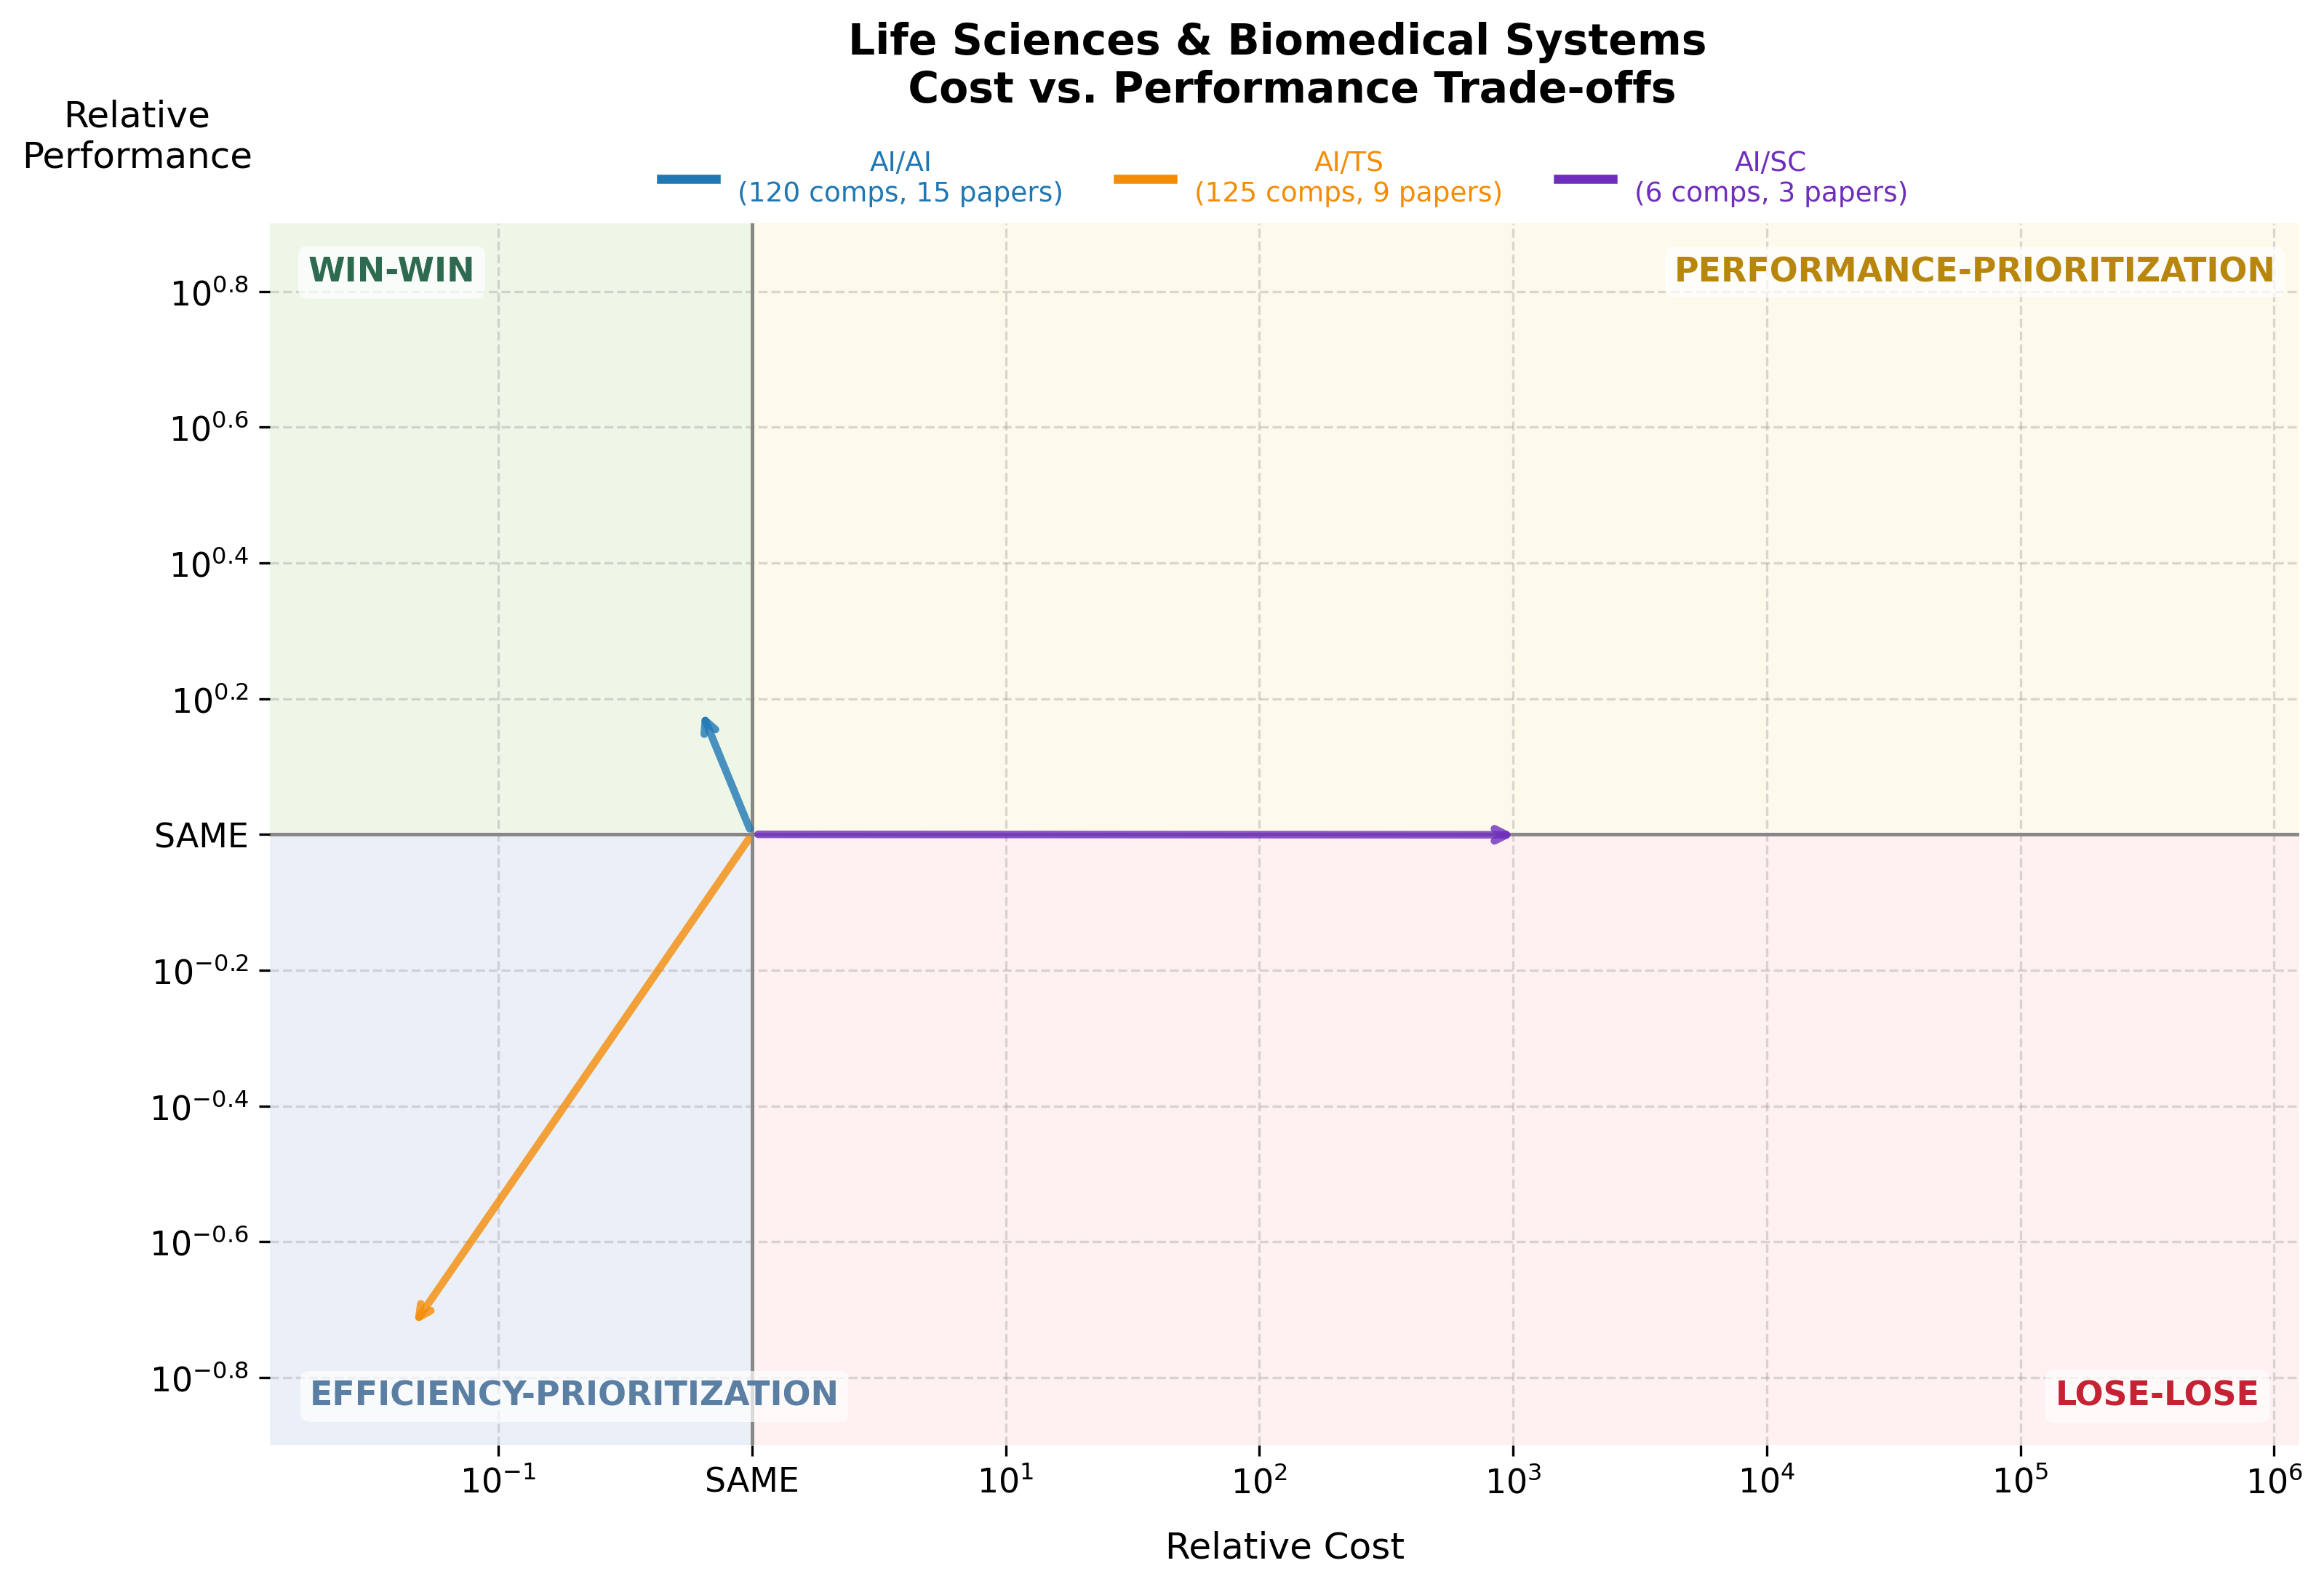 Life Sciences & Biomedical Systems
Cost vs. Performance Trade-offs
Relative
Performance
AI/AI
(120 comps, 15 papers)
AI/TS
(125 comps, 9 papers)
AI/SC
(6 comps, 3 papers)
WIN-WIN
PERFORMANCE-PRIORITIZATION
10^0.8
10^0.6
10^0.4
10^0.2
SAME
10^−0.2
10^−0.4
10^−0.6
10^−0.8
EFFICIENCY-PRIORITIZATION
LOSE-LOSE
10^−1
SAME
10^1
10^2
10^3
10^4
10^5
10^6
Relative Cost